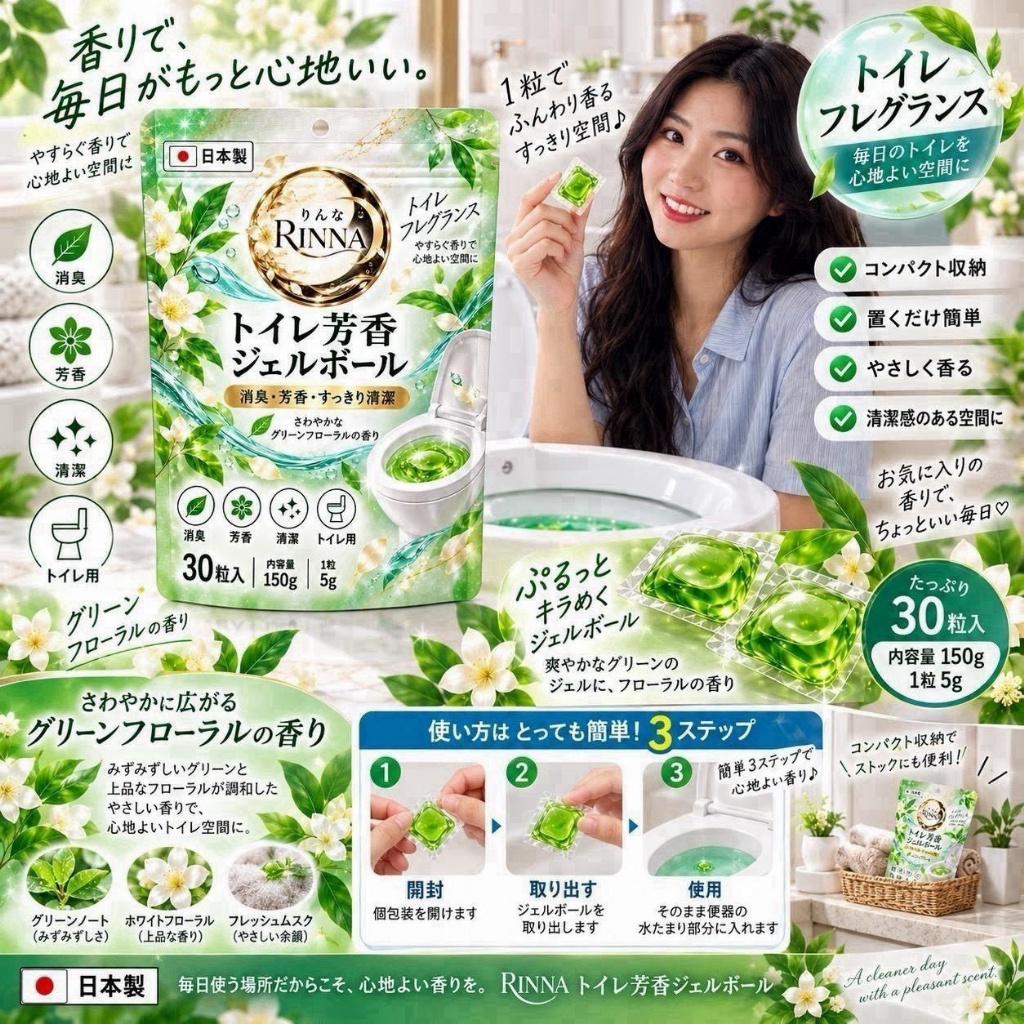 香りで、
毎日がもっと心地いい。
やすらぐ香りで
心地よい空間に
消臭
芳香
清潔
トイレ用
日本製
りんな
RINNA
トイレ
フレグランス
やすらぐ香りで
心地よい空間に
トイレ芳香
ジェルボール
消臭・芳香・すっきり清潔
さわやかな
グリーンフローラルの香り
消臭
芳香
清潔
トイレ用
30粒入
内容量
150g
1粒
5g
1粒で
ふんわり香る
すっきり空間♪
トイレ
フレグランス
毎日のトイレを
心地よい空間に
コンパクト収納
置くだけ簡単
やさしく香る
清潔感のある空間に
お気に入りの
香りで、
ちょっといい毎日♡
グリーン
フローラルの香り
ぷるっと
キラめく
ジェルボール
爽やかなグリーンの
ジェルに、フローラルの香り
たっぷり
30粒入
内容量 150g
1粒 5g
さわやかに広がる
グリーンフローラルの香り
みずみずしいグリーンと
上品なフローラルが調和した
やさしい香りで、
心地よいトイレ空間に。
グリーンノート
(みずみずしさ)
ホワイトフローラル
(上品な香り)
フレッシュムスク
(やさしい余韻)
使い方は とっても簡単! 3ステップ
簡単3ステップで
心地よい香り♪
1
開封
個包装を開けます
2
取り出す
ジェルボールを
取り出します
3
使用
そのまま便器の
水たまり部分に入れます
コンパクト収納で
ストックにも便利!
トイレ芳香
ジェルボール
日本製
毎日使う場所だからこそ、心地よい香りを。
RINNA トイレ芳香ジェルボール
A cleaner day
with a pleasant scent.